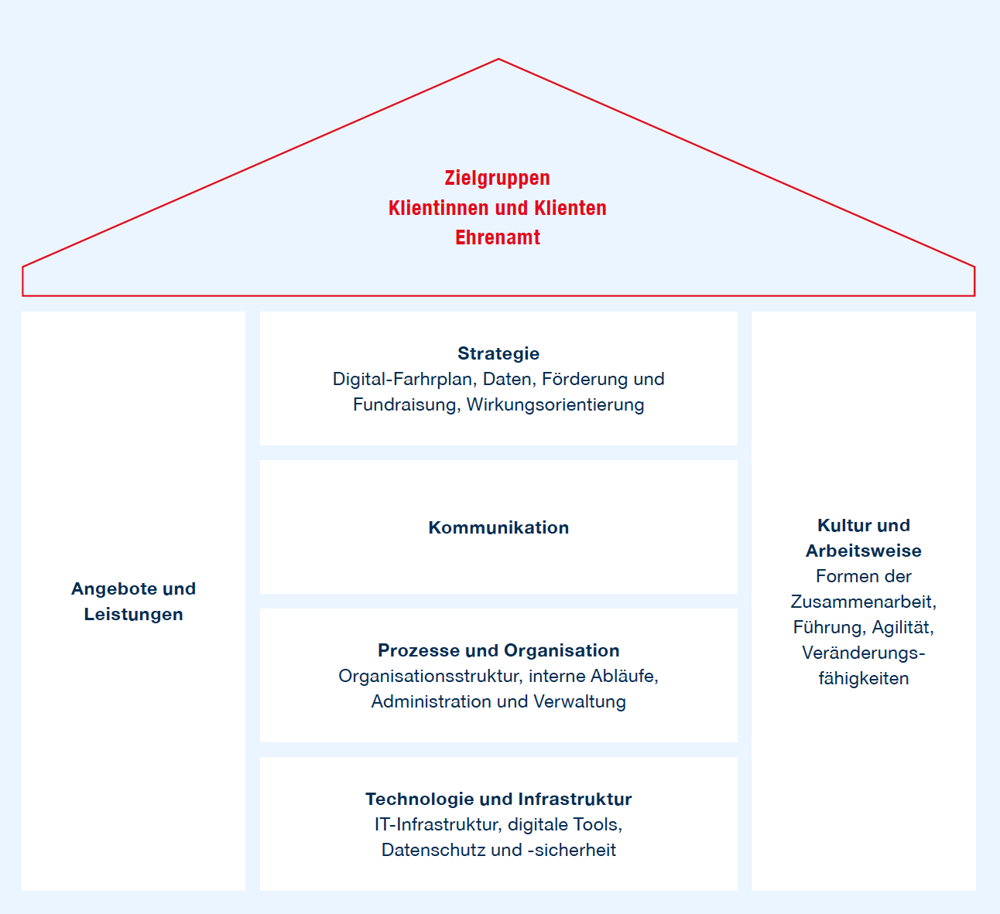 Zielgruppen
Klientinnen und Klienten
Ehrenamt
Angebote und
Leistungen
Strategie
Digital-Farhrplan, Daten, Förderung und
Fundraisung, Wirkungsorientierung
Kommunikation
Prozesse und Organisation
Organisationsstruktur, interne Abläufe,
Administration und Verwaltung
Technologie und Infrastruktur
IT-Infrastruktur, digitale Tools,
Datenschutz und -sicherheit
Kultur und
Arbeitsweise
Formen der
Zusammenarbeit,
Führung, Agilität,
Veränderungs-
fähigkeiten